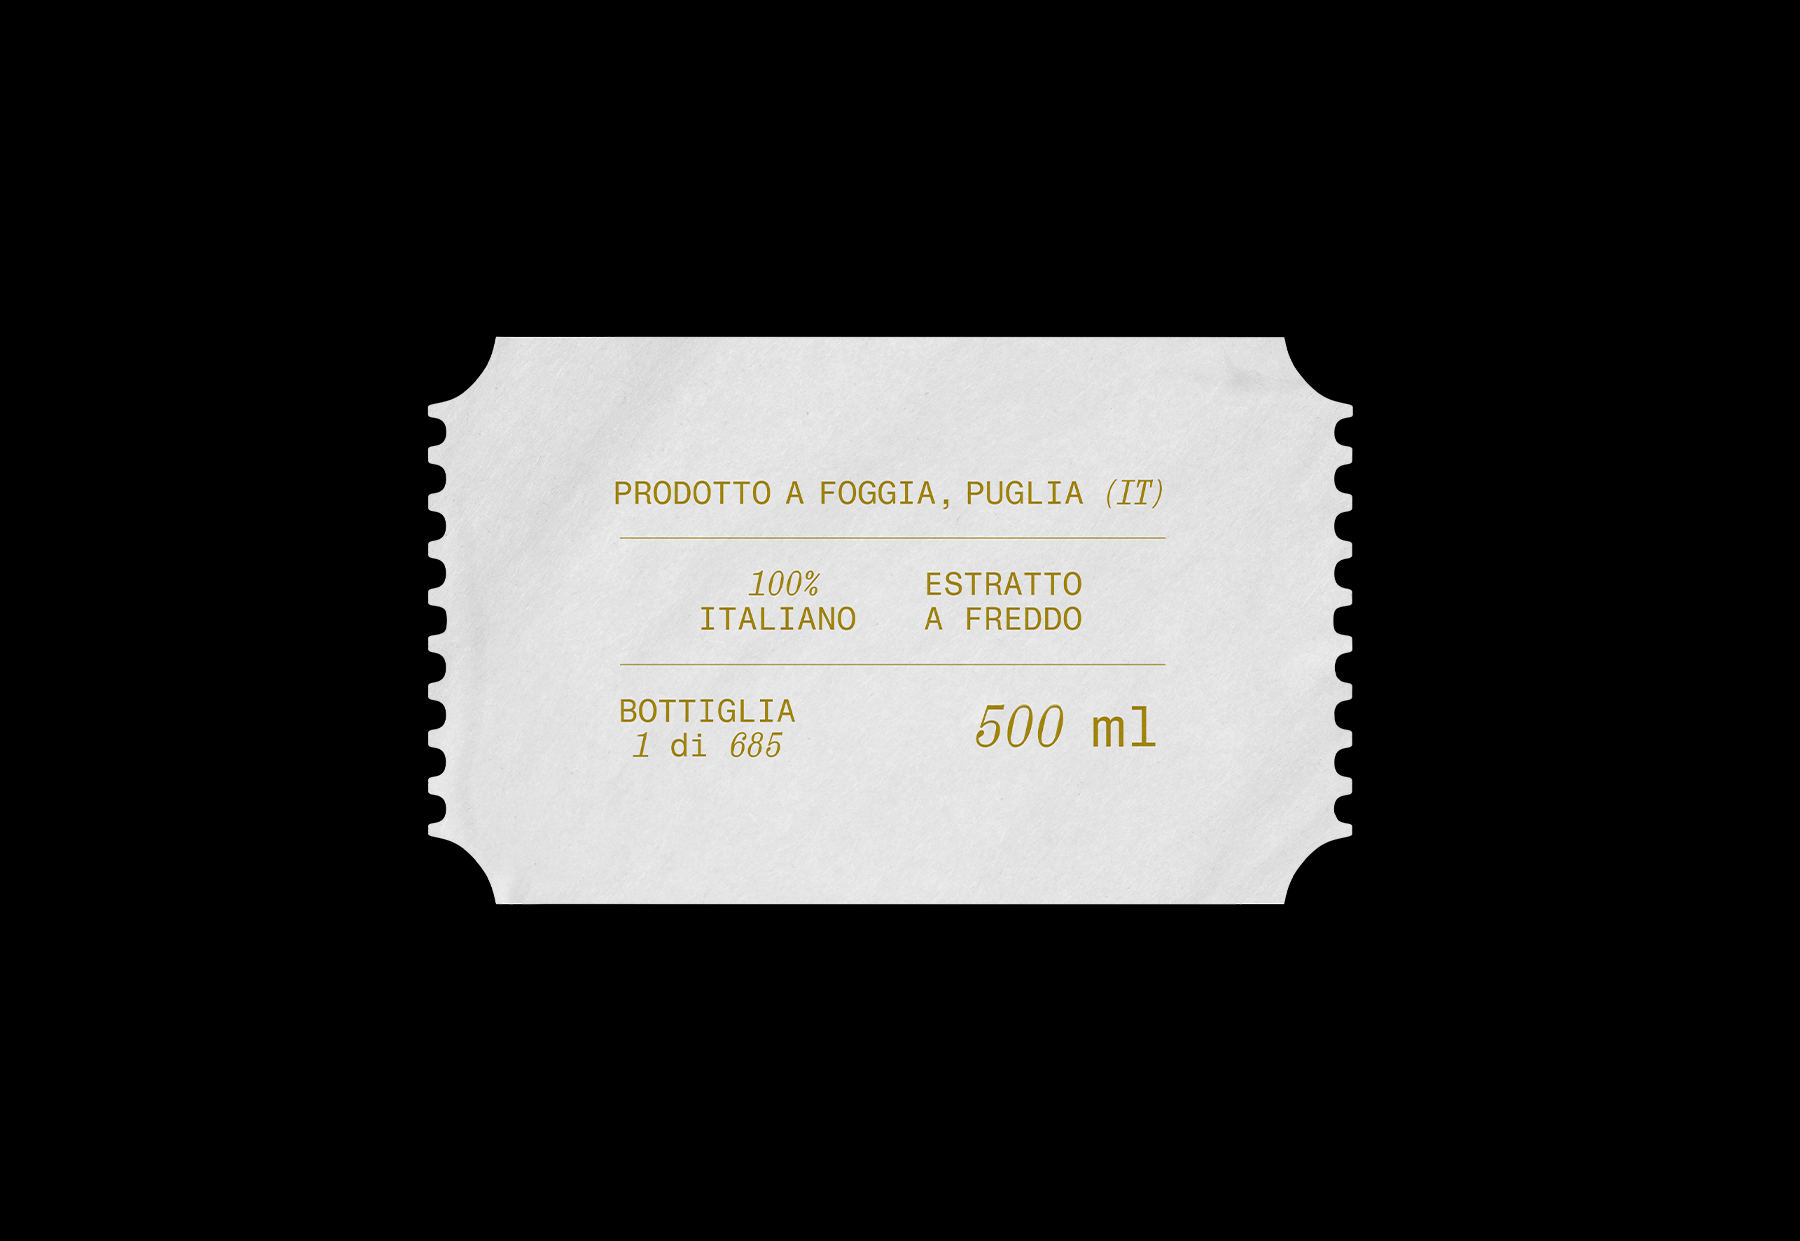 PRODOTTO A FOGGIA, PUGLIA (IT)
100%
ITALIANO
ESTRATTO
A FREDDO
BOTTIGLIA
1 di 685
500 ml